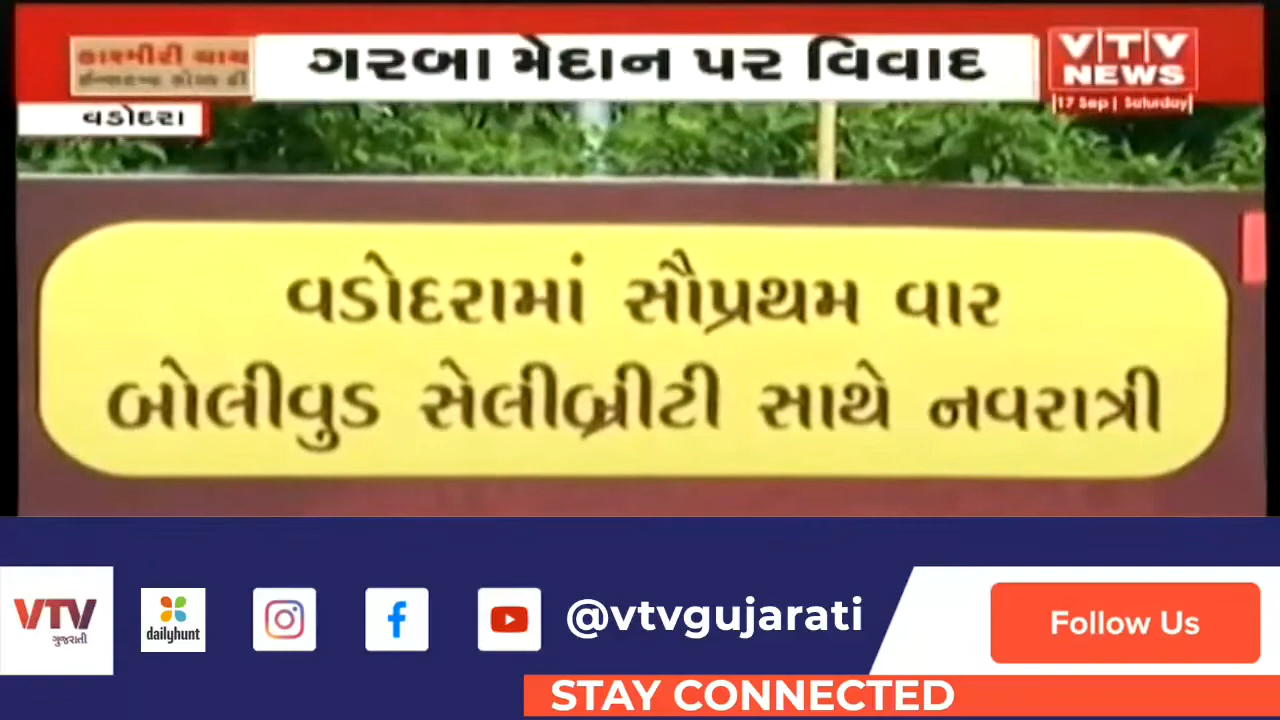 ગરબા મેદાન પર વિવાદ
VTV
NEWS
17 Sep | Saturday
વડોદરા
વડોદરામાં સૌપ્રથમ વાર
બોલીવુડ સેલીબ્રીટી સાથે નવરાત્રી
VTV
ગુજરાતી
dailyhunt
@vtvgujarati
Follow Us
STAY CONNECTED